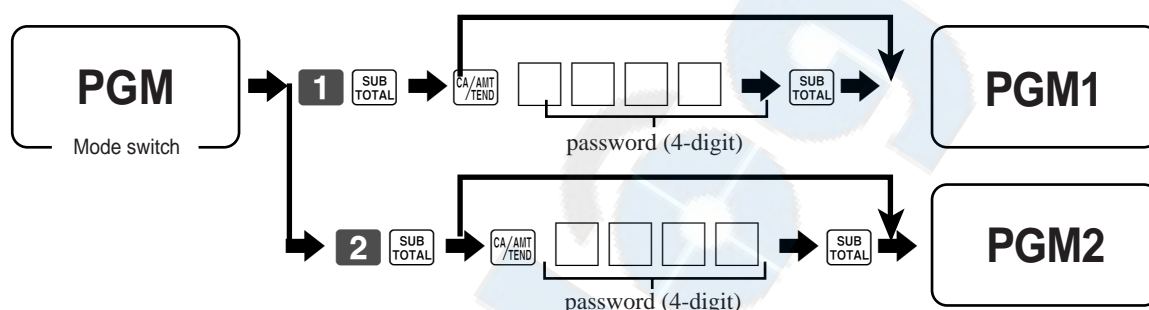 PGM
Mode switch
1 SUB TOTAL CA/AMT /TEND SUB TOTAL
password (4-digit)
PGM1
2 SUB TOTAL CA/AMT /TEND SUB TOTAL
password (4-digit)
PGM2